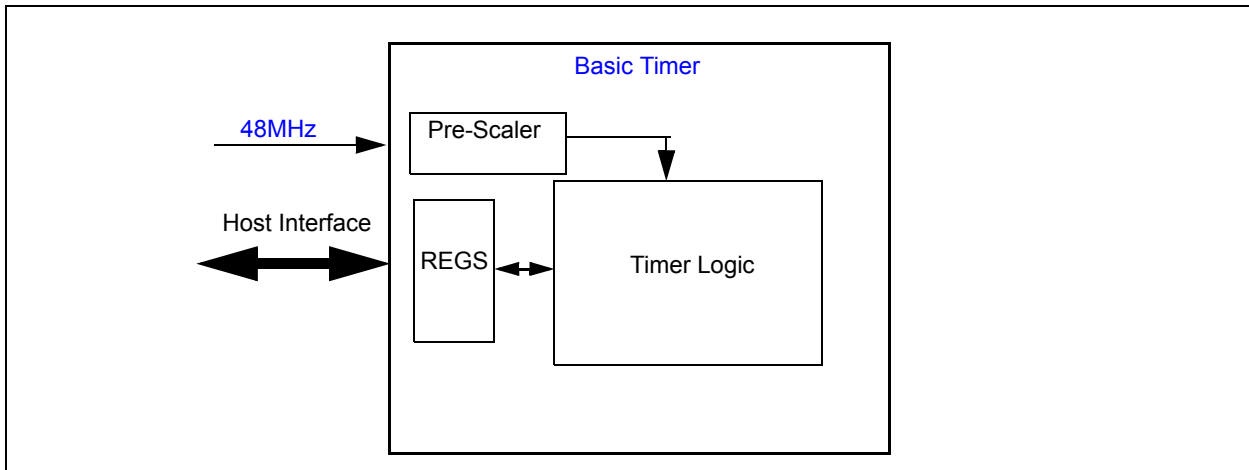 Basic Timer
48MHz
Pre-Scaler
Host Interface
REGS
Timer Logic